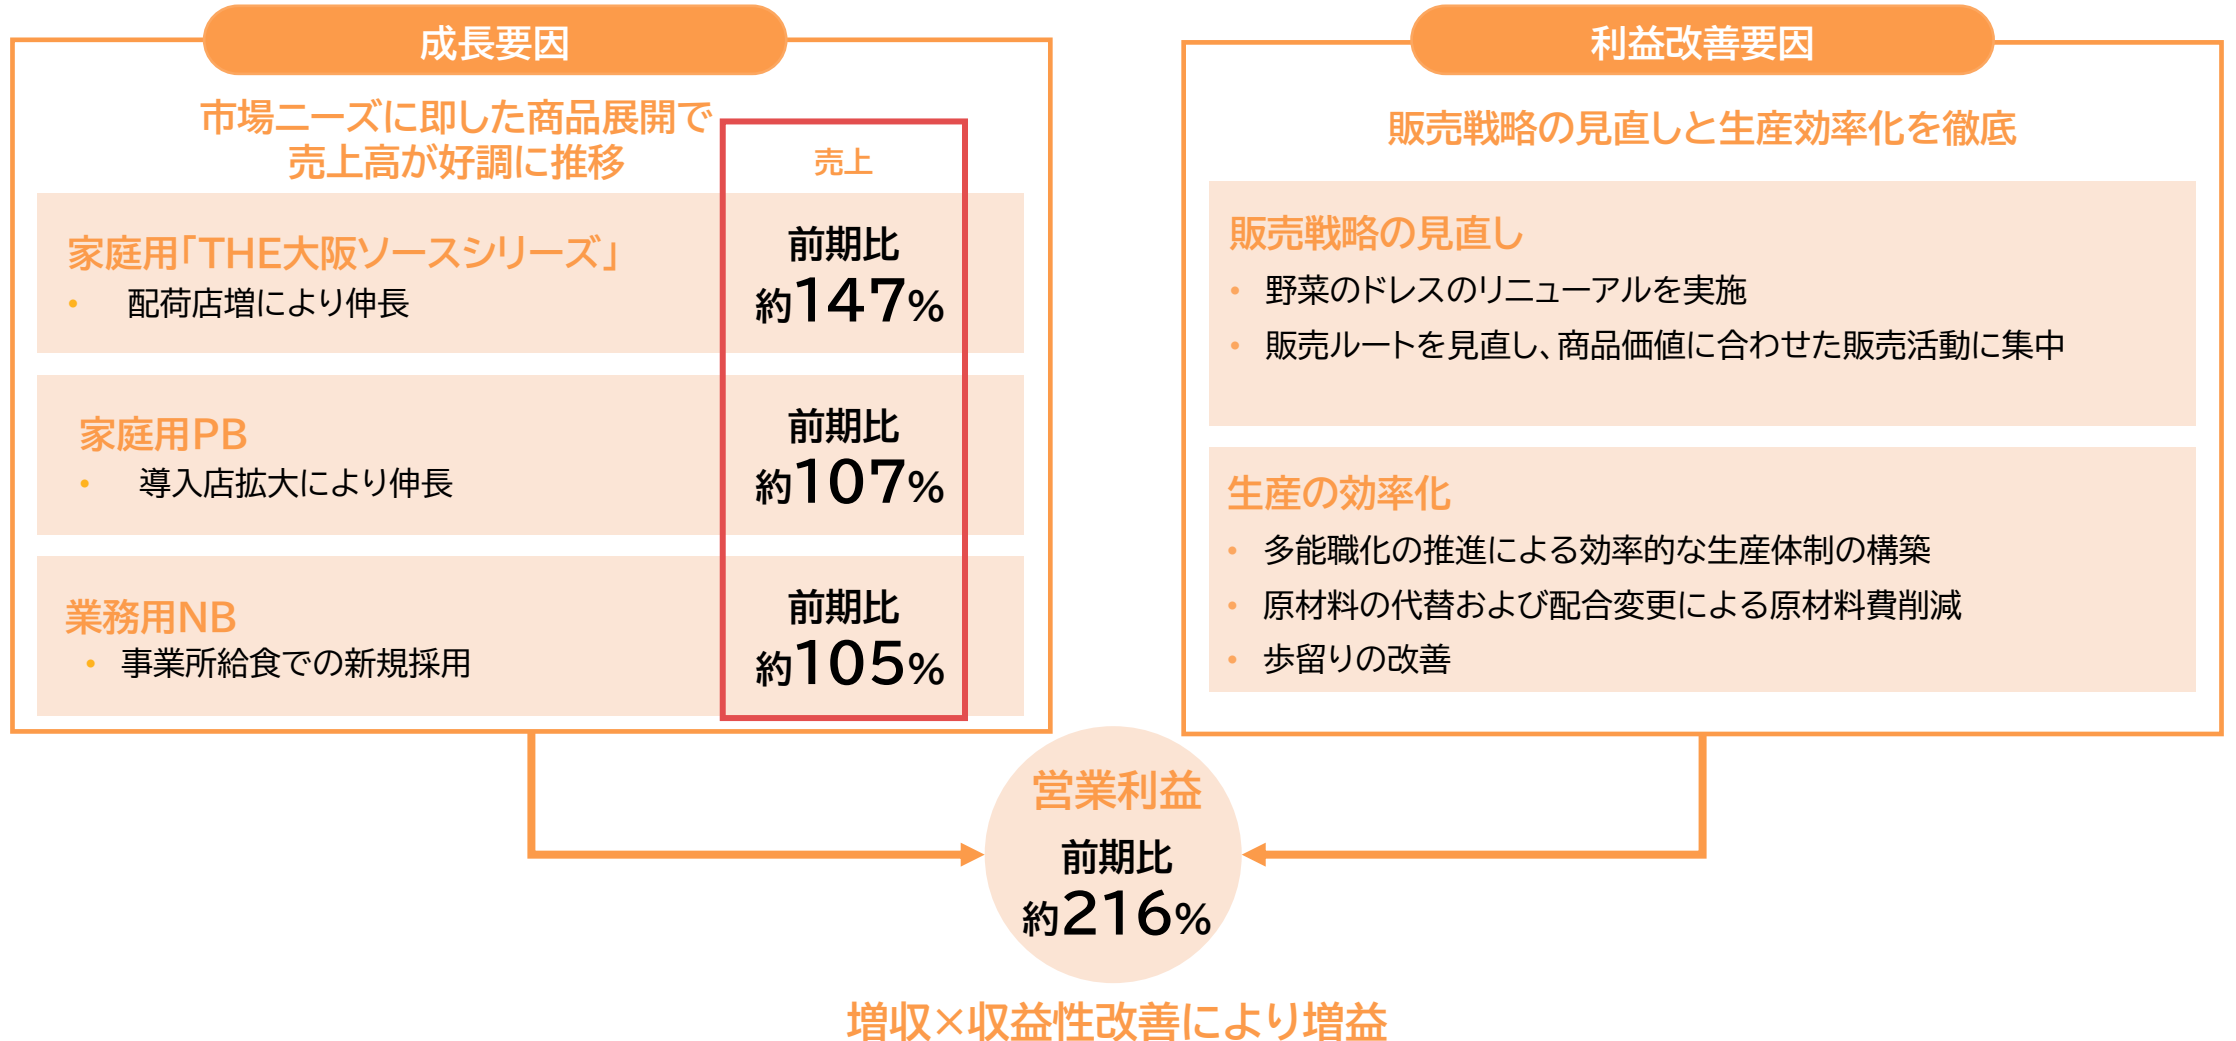 成長要因
市場ニーズに即した商品展開で
売上高が好調に推移
売上
家庭用「THE大阪ソースシリーズ」
• 配荷店増により伸長
前期比
約147%
家庭用PB
• 導入店拡大により伸長
前期比
約107%
業務用NB
• 事業所給食での新規採用
前期比
約105%
利益改善要因
販売戦略の見直しと生産効率化を徹底
販売戦略の見直し
• 野菜のドレスのリニューアルを実施
• 販売ルートを見直し、商品価値に合わせた販売活動に集中
生産の効率化
• 多能職化の推進による効率的な生産体制の構築
• 原材料の代替および配合変更による原材料費削減
• 歩留りの改善
営業利益
前期比
約216%
増収×収益性改善により増益